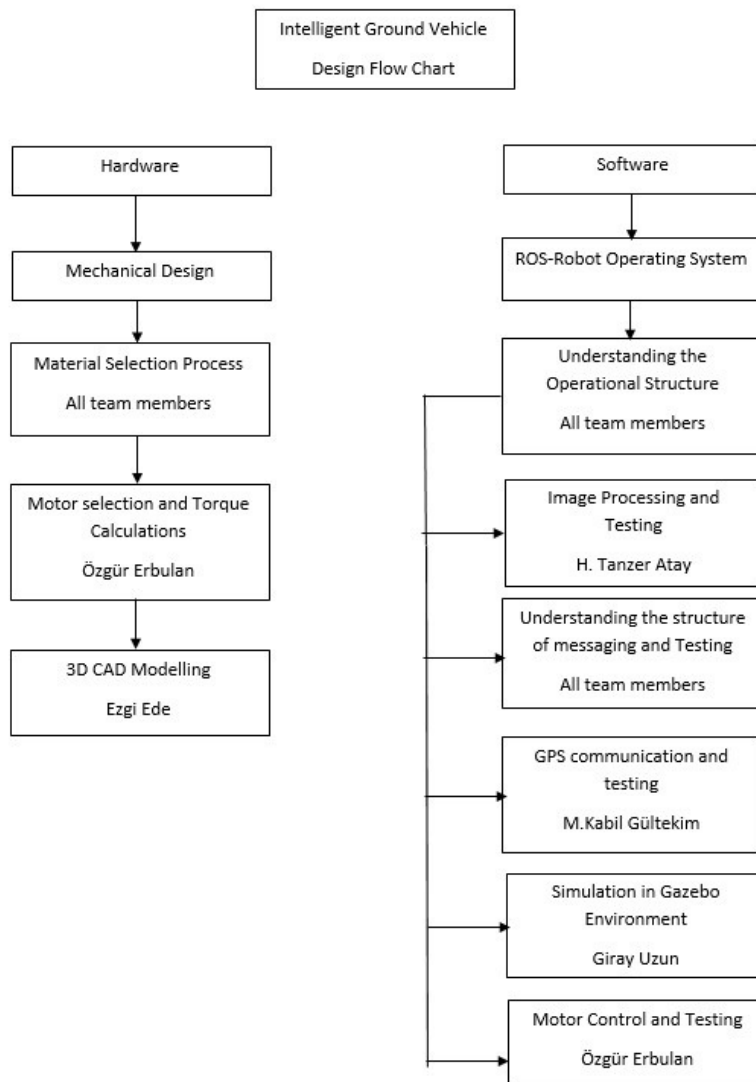 Intelligent Ground Vehicle
Design Flow Chart
Hardware
Mechanical Design
Material Selection Process
All team members
Motor selection and Torque
Calculations
Özgür Erbulan
3D CAD Modelling
Ezgi Ede
Software
ROS-Robot Operating System
Understanding the
Operational Structure
All team members
Image Processing and
Testing
H. Tanzer Atay
Understanding the structure
of messaging and Testing
All team members
GPS communication and
testing
M.Kabil Gültekim
Simulation in Gazebo
Environment
Giray Uzun
Motor Control and Testing
Özgür Erbulan